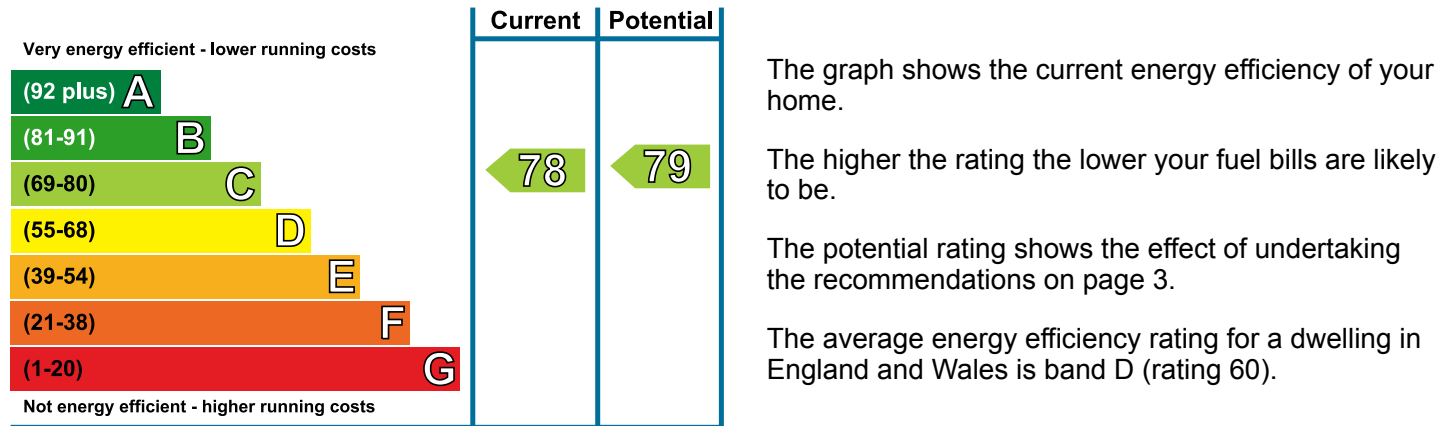 Current Potential
Very energy efficient - lower running costs
(92 plus) A
(81-91) B
(69-80) C
78 79
(55-68) D
(39-54) E
(21-38) F
(1-20) G
Not energy efficient - higher running costs
The graph shows the current energy efficiency of your
home.
The higher the rating the lower your fuel bills are likely
to be.
The potential rating shows the effect of undertaking
the recommendations on page 3.
The average energy efficiency rating for a dwelling in
England and Wales is band D (rating 60).